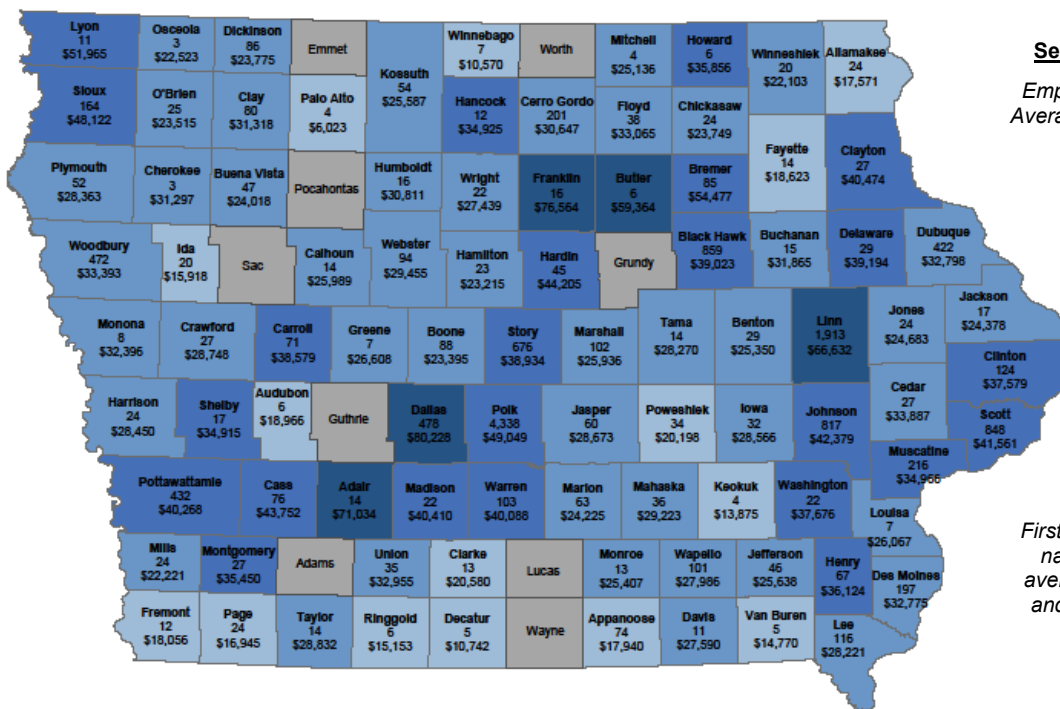 Lyon
11
$51,965
Osceola
3
$22,523
Dickinson
86
$23,775
Emmet
Kossuth
54
$25,587
Winnebago
7
$10,570
Worth
Mitchell
4
$25,136
Howard
6
$35,856
Winneshiek
20
$22,103
Allamakee
24
$17,571
Sioux
164
$48,122
O'Brien
25
$23,515
Clay
80
$31,318
Palo Alto
4
$6,023
Hancock
12
$34,925
Cerro Gordo
201
$30,647
Floyd
38
$33,065
Chickasaw
24
$23,749
Fayette
14
$18,623
Clayton
27
$40,474
Plymouth
52
$28,363
Cherokee
3
$31,297
Buena Vista
47
$24,018
Pocahontas
Humboldt
16
$30,811
Wright
22
$27,439
Franklin
16
$76,564
Butler
6
$59,364
Bremer
85
$54,477
Woodbury
472
$33,393
Ida
20
$15,918
Sac
Calhoun
14
$25,989
Webster
94
$29,455
Hamilton
23
$23,215
Hardin
45
$44,205
Grundy
Black Hawk
859
$39,023
Buchanan
15
$31,865
Delaware
29
$39,194
Dubuque
422
$32,798
Monona
8
$32,396
Crawford
27
$28,748
Carroll
71
$38,579
Greene
7
$26,608
Boone
88
$23,395
Story
676
$38,934
Marshall
102
$25,936
Tama
14
$28,270
Benton
29
$25,350
Linn
1,913
$66,632
Jones
24
$24,683
Jackson
17
$24,378
Clinton
124
$37,579
Harrison
24
$28,450
Shelby
17
$34,915
Audubon
6
$18,966
Guthrie
Dallas
478
$80,228
Polk
4,338
$49,049
Jasper
60
$28,673
Poweshiek
34
$20,198
Iowa
32
$28,566
Johnson
817
$42,379
Cedar
27
$33,887
Scott
848
$41,561
Muscatine
216
$34,966
Pottawattamie
432
$40,268
Cass
76
$43,752
Adair
14
$71,034
Madison
22
$40,410
Warren
103
$40,088
Marion
63
$24,225
Mahaska
36
$29,223
Keokuk
4
$13,875
Washington
22
$37,676
Louisa
7
$26,067
Mills
24
$22,221
Montgomery
27
$35,450
Adams
Union
35
$32,955
Clarke
13
$20,580
Lucas
Monroe
13
$25,407
Wapello
101
$27,986
Jefferson
46
$25,638
Henry
67
$36,124
Des Moines
197
$32,775
Fremont
12
$18,056
Page
24
$16,945
Taylor
14
$28,832
Ringgold
6
$15,153
Decatur
5
$10,742
Wayne
Appanoose
74
$17,940
Davis
11
$27,590
Van Buren
5
$14,770
Lee
116
$28,221
Se
Emp
Avera
First
na
aver
and